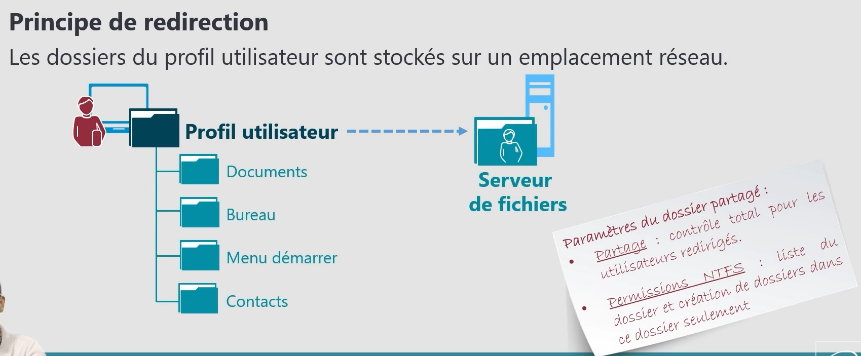 Principe de redirection
Les dossiers du profil utilisateur sont stockés sur un emplacement réseau.
Profil utilisateur
Documents
Bureau
Menu démarrer
Contacts
Serveur
de fichiers
Paramètres du dossier partagé :
• Partage : contrôle total pour les
utilisateurs redirigés.
• Permissions NTFS : liste du
dossier et création de dossiers dans
ce dossier seulement